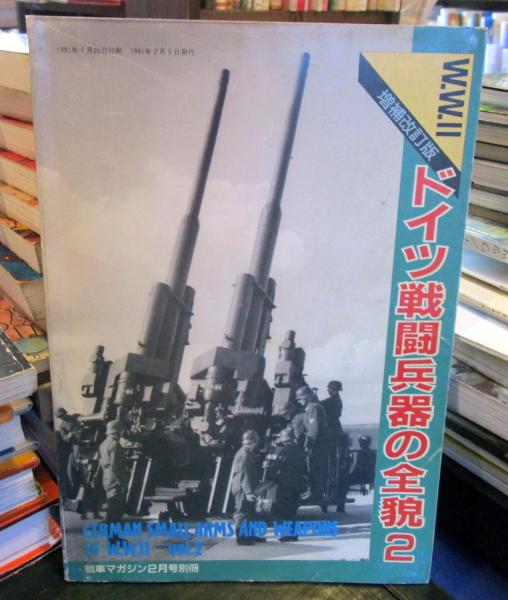 1991年1月25日印刷 1991年2月5日発行
W.W.II
増補改訂版
ドイツ戦闘兵器の全貌2
GERMAN SMALL ARMS AND WEAPONS
IN W.W.II vol.2
戦車マガジン2月号別冊